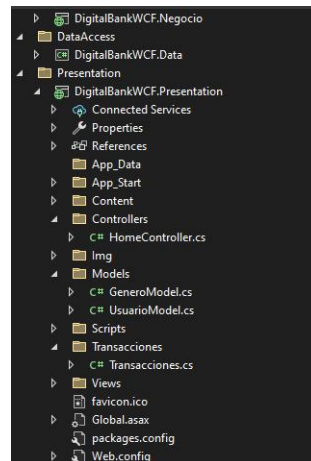 DigitalBankWCF.Negocio
DataAccess
C# DigitalBankWCF.Data
Presentation
DigitalBankWCF.Presentation
Connected Services
Properties
References
App_Data
App_Start
Content
Controllers
C# HomeController.cs
Img
Models
C# GeneroModel.cs
C# UsuarioModel.cs
Scripts
Transacciones
C# Transacciones.cs
Views
favicon.ico
Global.asax
packages.config
Web.config